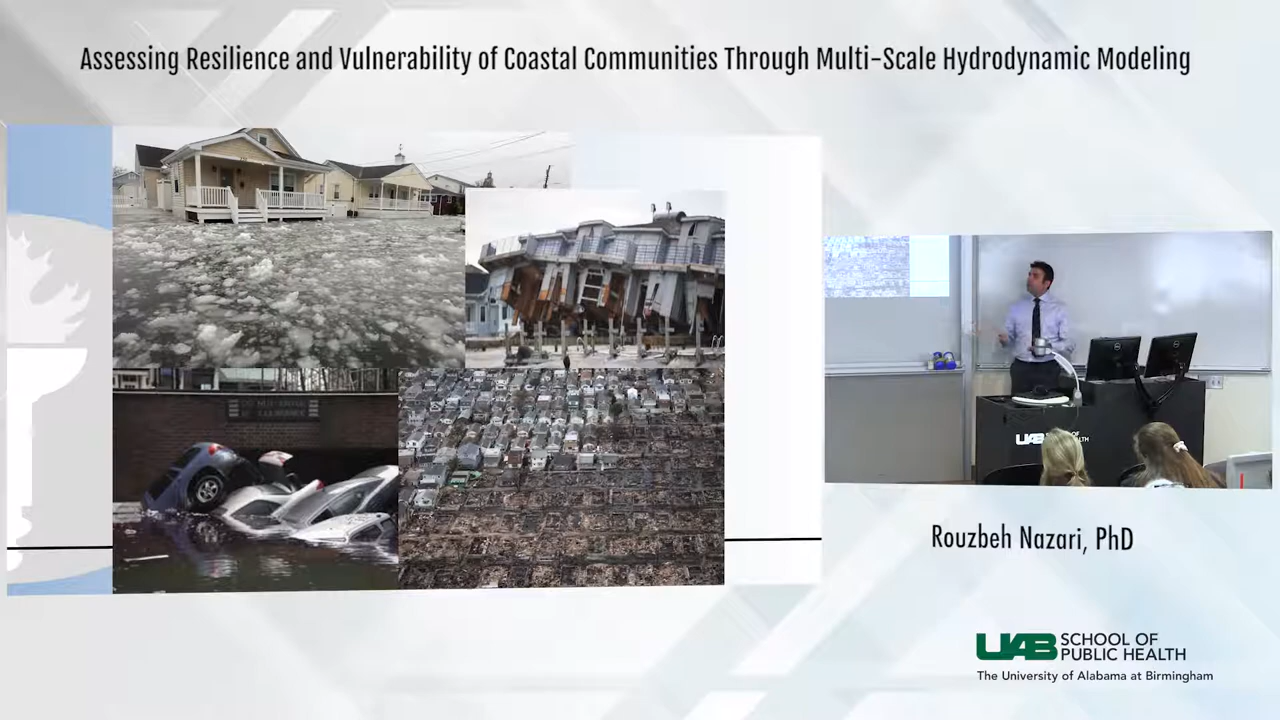 Assessing Resilience and Vulnerability of Coastal Communities Through Multi-Scale Hydrodynamic Modeling
UAB
Rouzbeh Nazari, PhD
UAB SCHOOL OF
PUBLIC HEALTH
The University of Alabama at Birmingham